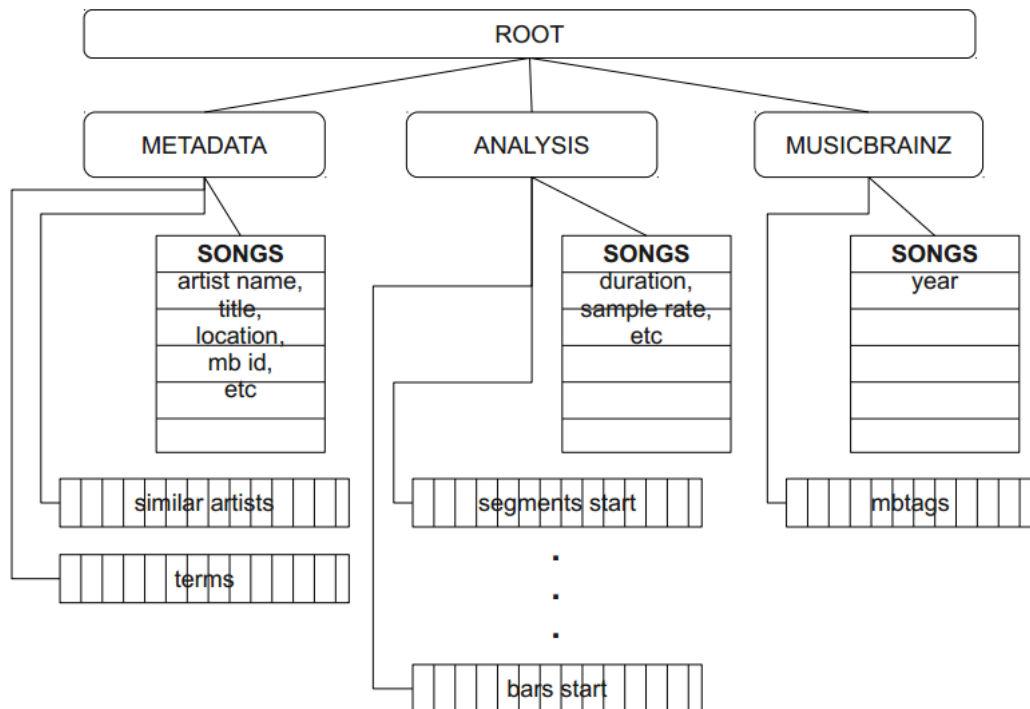 ROOT
METADATA
ANALYSIS
MUSICBRAINZ
SONGS
artist name,
title,
location,
mb id,
etc
SONGS
duration,
sample rate,
etc
SONGS
year
similar artists
segments start
mbtags
terms
bars start